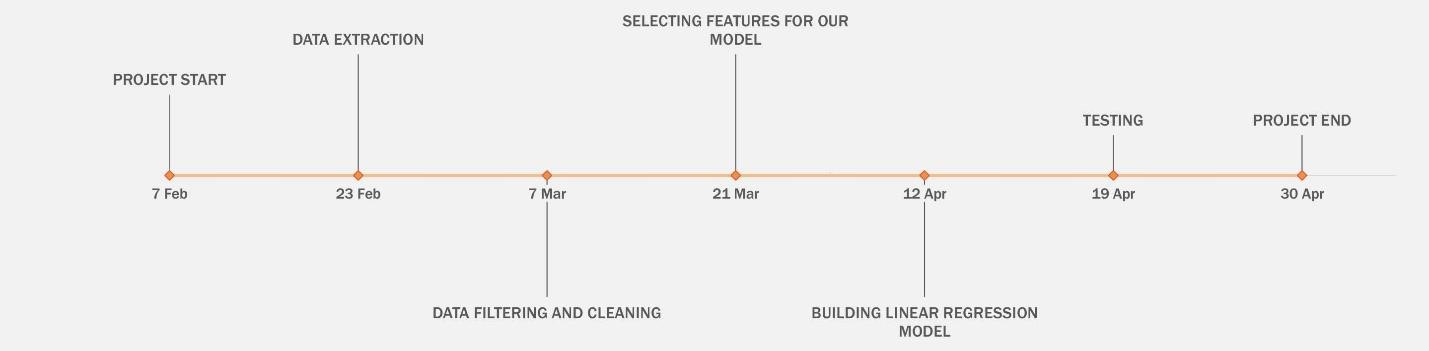 SELECTING FEATURES FOR OUR
MODEL
DATA EXTRACTION
PROJECT START
TESTING
PROJECT END
7 Feb
23 Feb
7 Mar
21 Mar
12 Apr
19 Apr
30 Apr
DATA FILTERING AND CLEANING
BUILDING LINEAR REGRESSION
MODEL